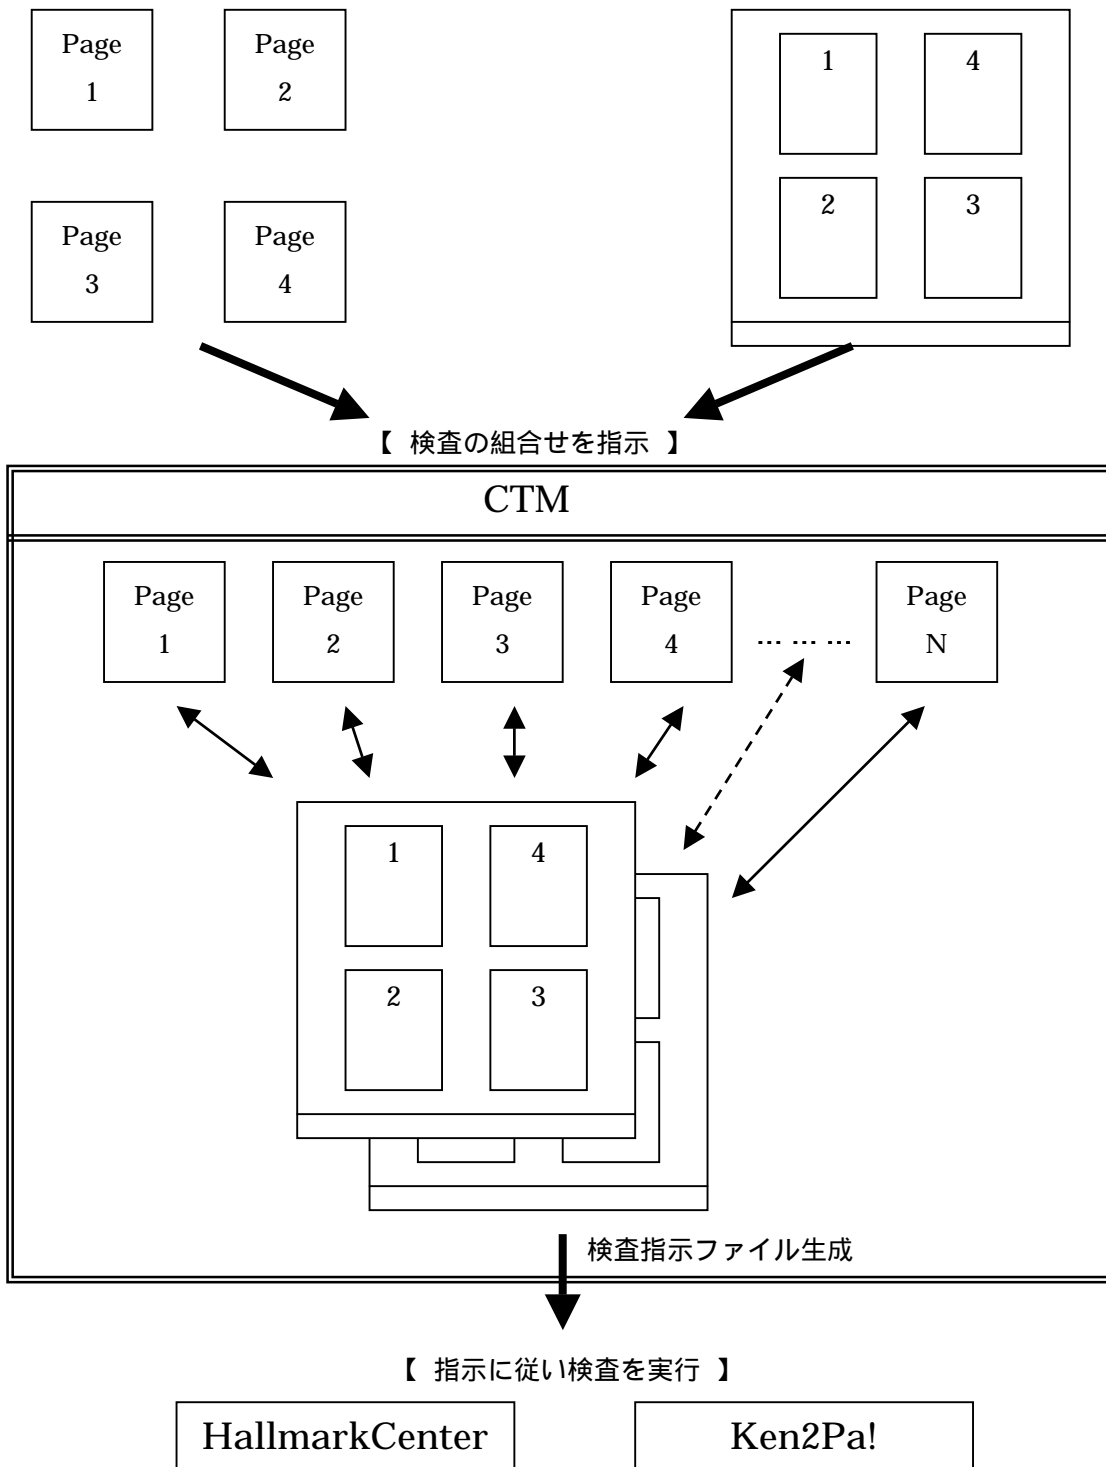 Page
1
Page
2
Page
3
Page
4
1
4
2
3
【 検査の組合せを指示 】
CTM
Page
1
Page
2
Page
3
Page
4
… … …
Page
N
1
4
2
3
検査指示ファイル生成
【 指示に従い検査を実行 】
HallmarkCenter
Ken2Pa!